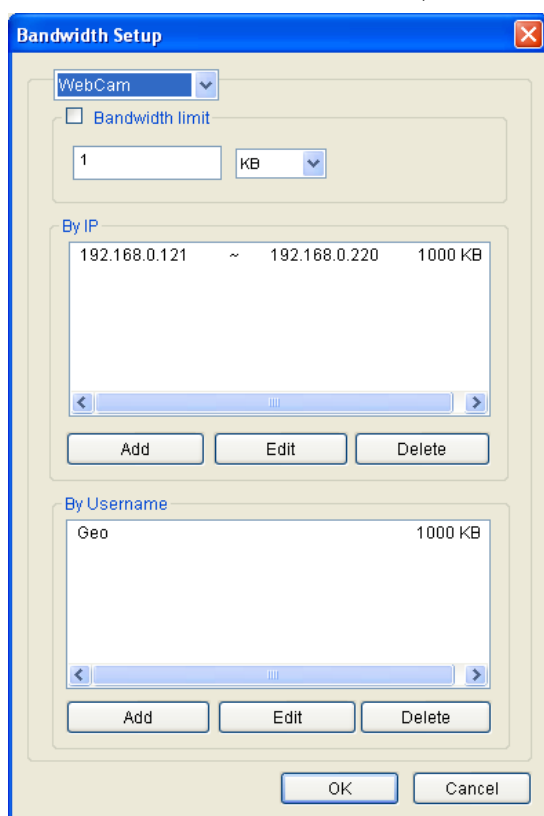 Bandwidth Setup
WebCam
Bandwidth limit
1 KB
By IP
192.168.0.121 ~ 192.168.0.220 1000 KB
Add Edit Delete
By Username
Geo 1000 KB
Add Edit Delete
OK Cancel